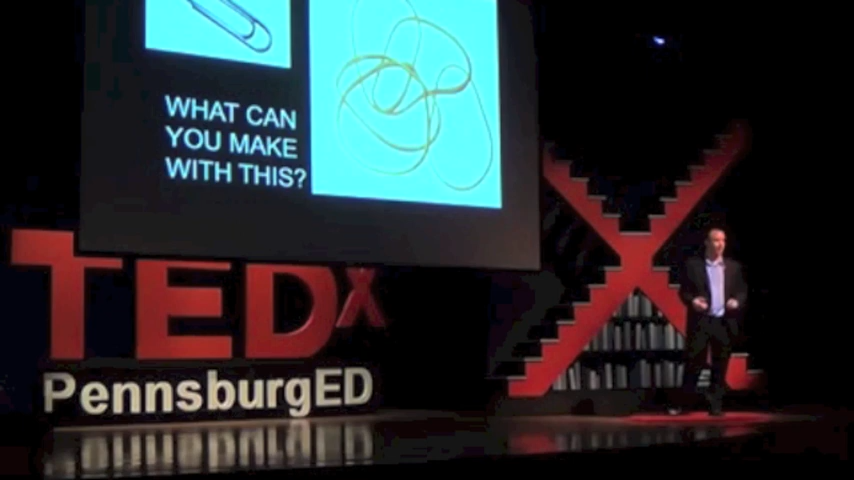 WHAT CAN
YOU MAKE
WITH THIS?
TEDx
PennsburgED